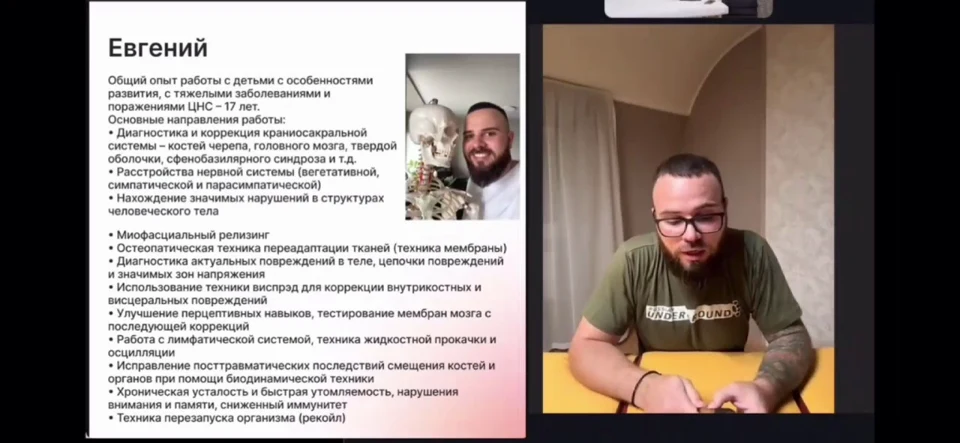 Евгений
Общий опыт работы с детьми с особенностями
развития, с тяжелыми заболеваниями и
поражениями ЦНС – 17 лет.
Основные направления работы:
• Диагностика и коррекция краниосакральной
системы – костей черепа, головного мозга, твердой
оболочки, сфенобазилярного синдроза и т.д.
• Расстройства нервной системы (вегетативной,
симпатической и парасимпатической)
• Нахождение значимых нарушений в структурах
человеческого тела
• Миофасциальный релизинг
• Остеопатическая техника переадаптации тканей (техника мембраны)
• Диагностика актуальных повреждений в теле, цепочки повреждений
и значимых зон напряжения
• Использование техники виспрэд для коррекции внутрикостных и
висцеральных повреждений
• Улучшение перцептивных навыков, тестирование мембран мозга с
последующей коррекций
• Работа с лимфатической системой, техника жидкостной прокачки и
осцилляции
• Исправление посттравматических последствий смещения костей и
органов при помощи биодинамической техники
• Хроническая усталость и быстрая утомляемость, нарушения
внимания и памяти, сниженный иммунитет
• Техника перезапуска организма (рекойл)